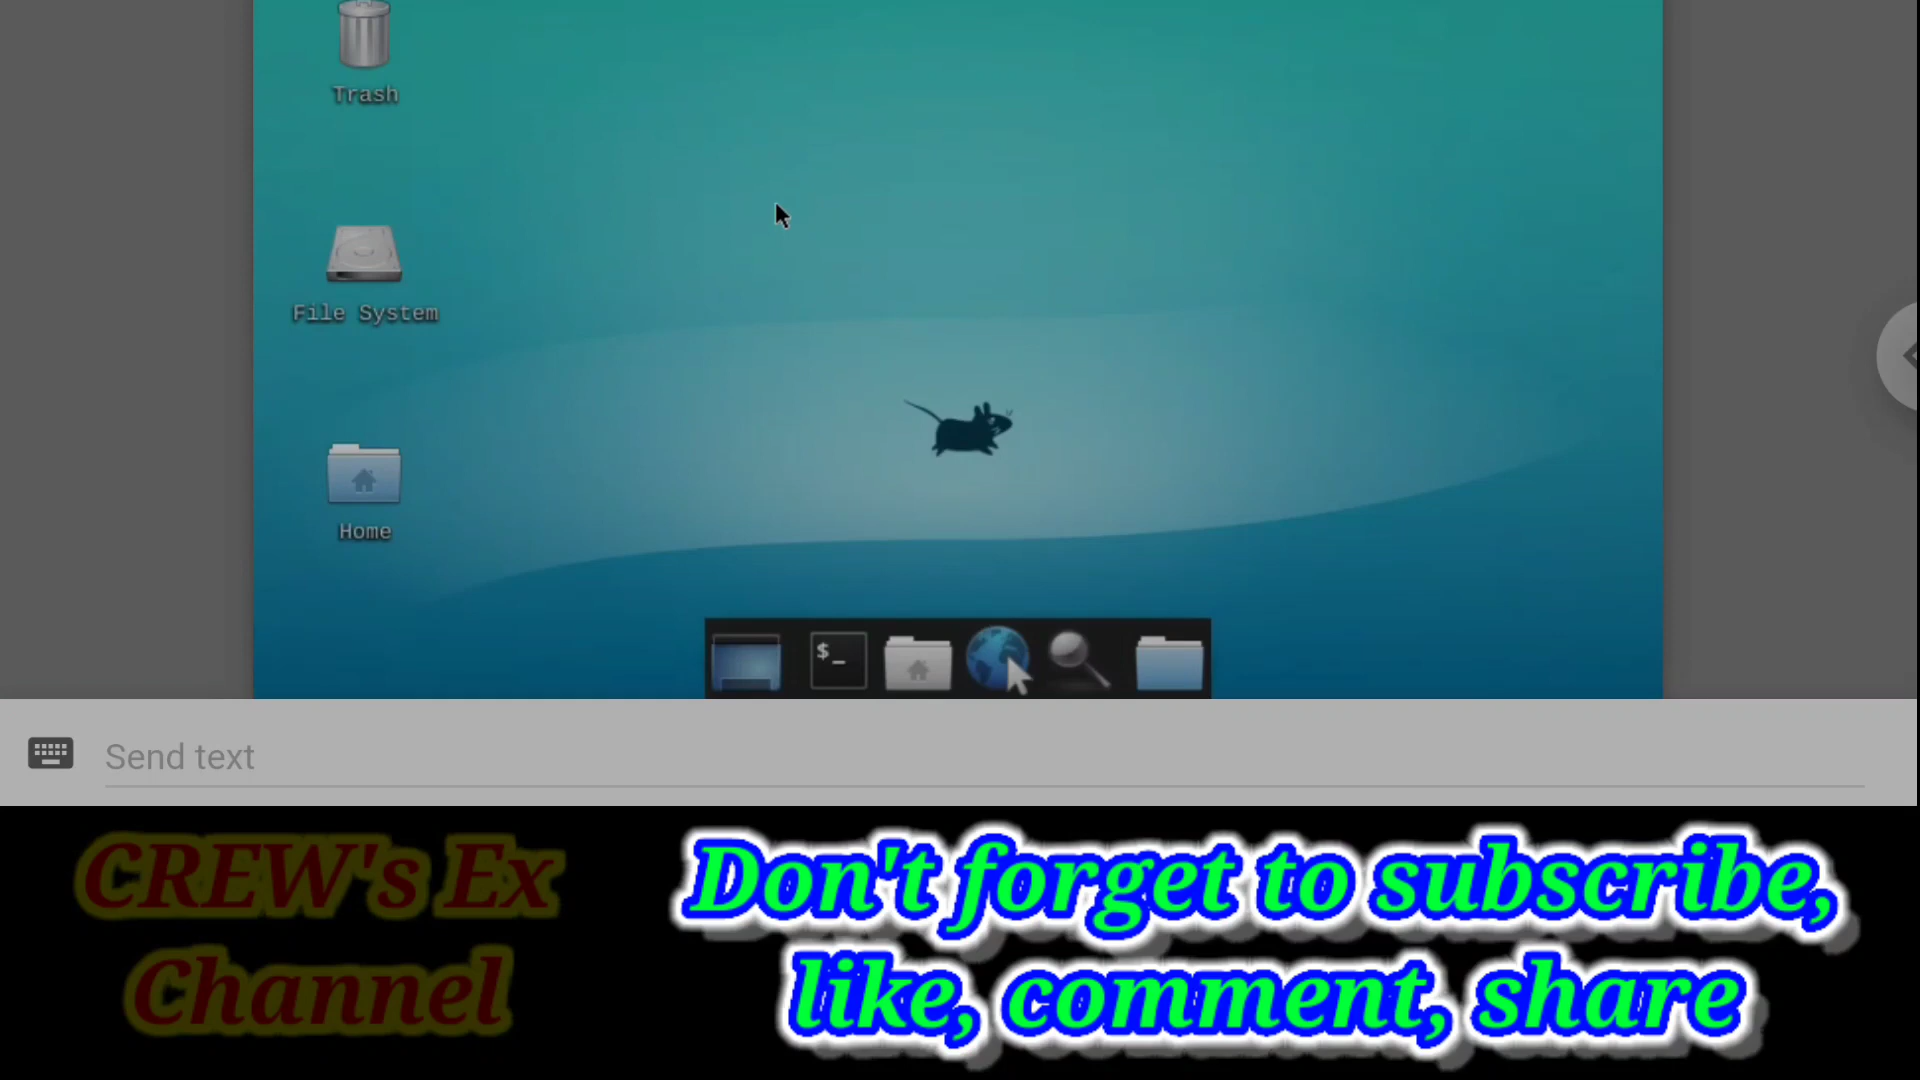 Trash
File System
Home
$_
Send text
CREW's Ex
Channel
Don't forget to subscribe,
like, comment, share